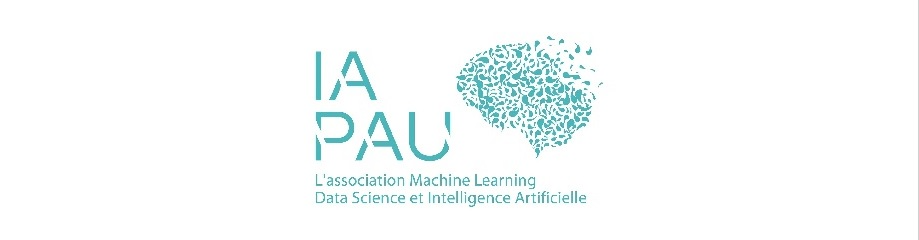 IA
PAU
L'association Machine Learning
Data Science et Intelligence Artificielle